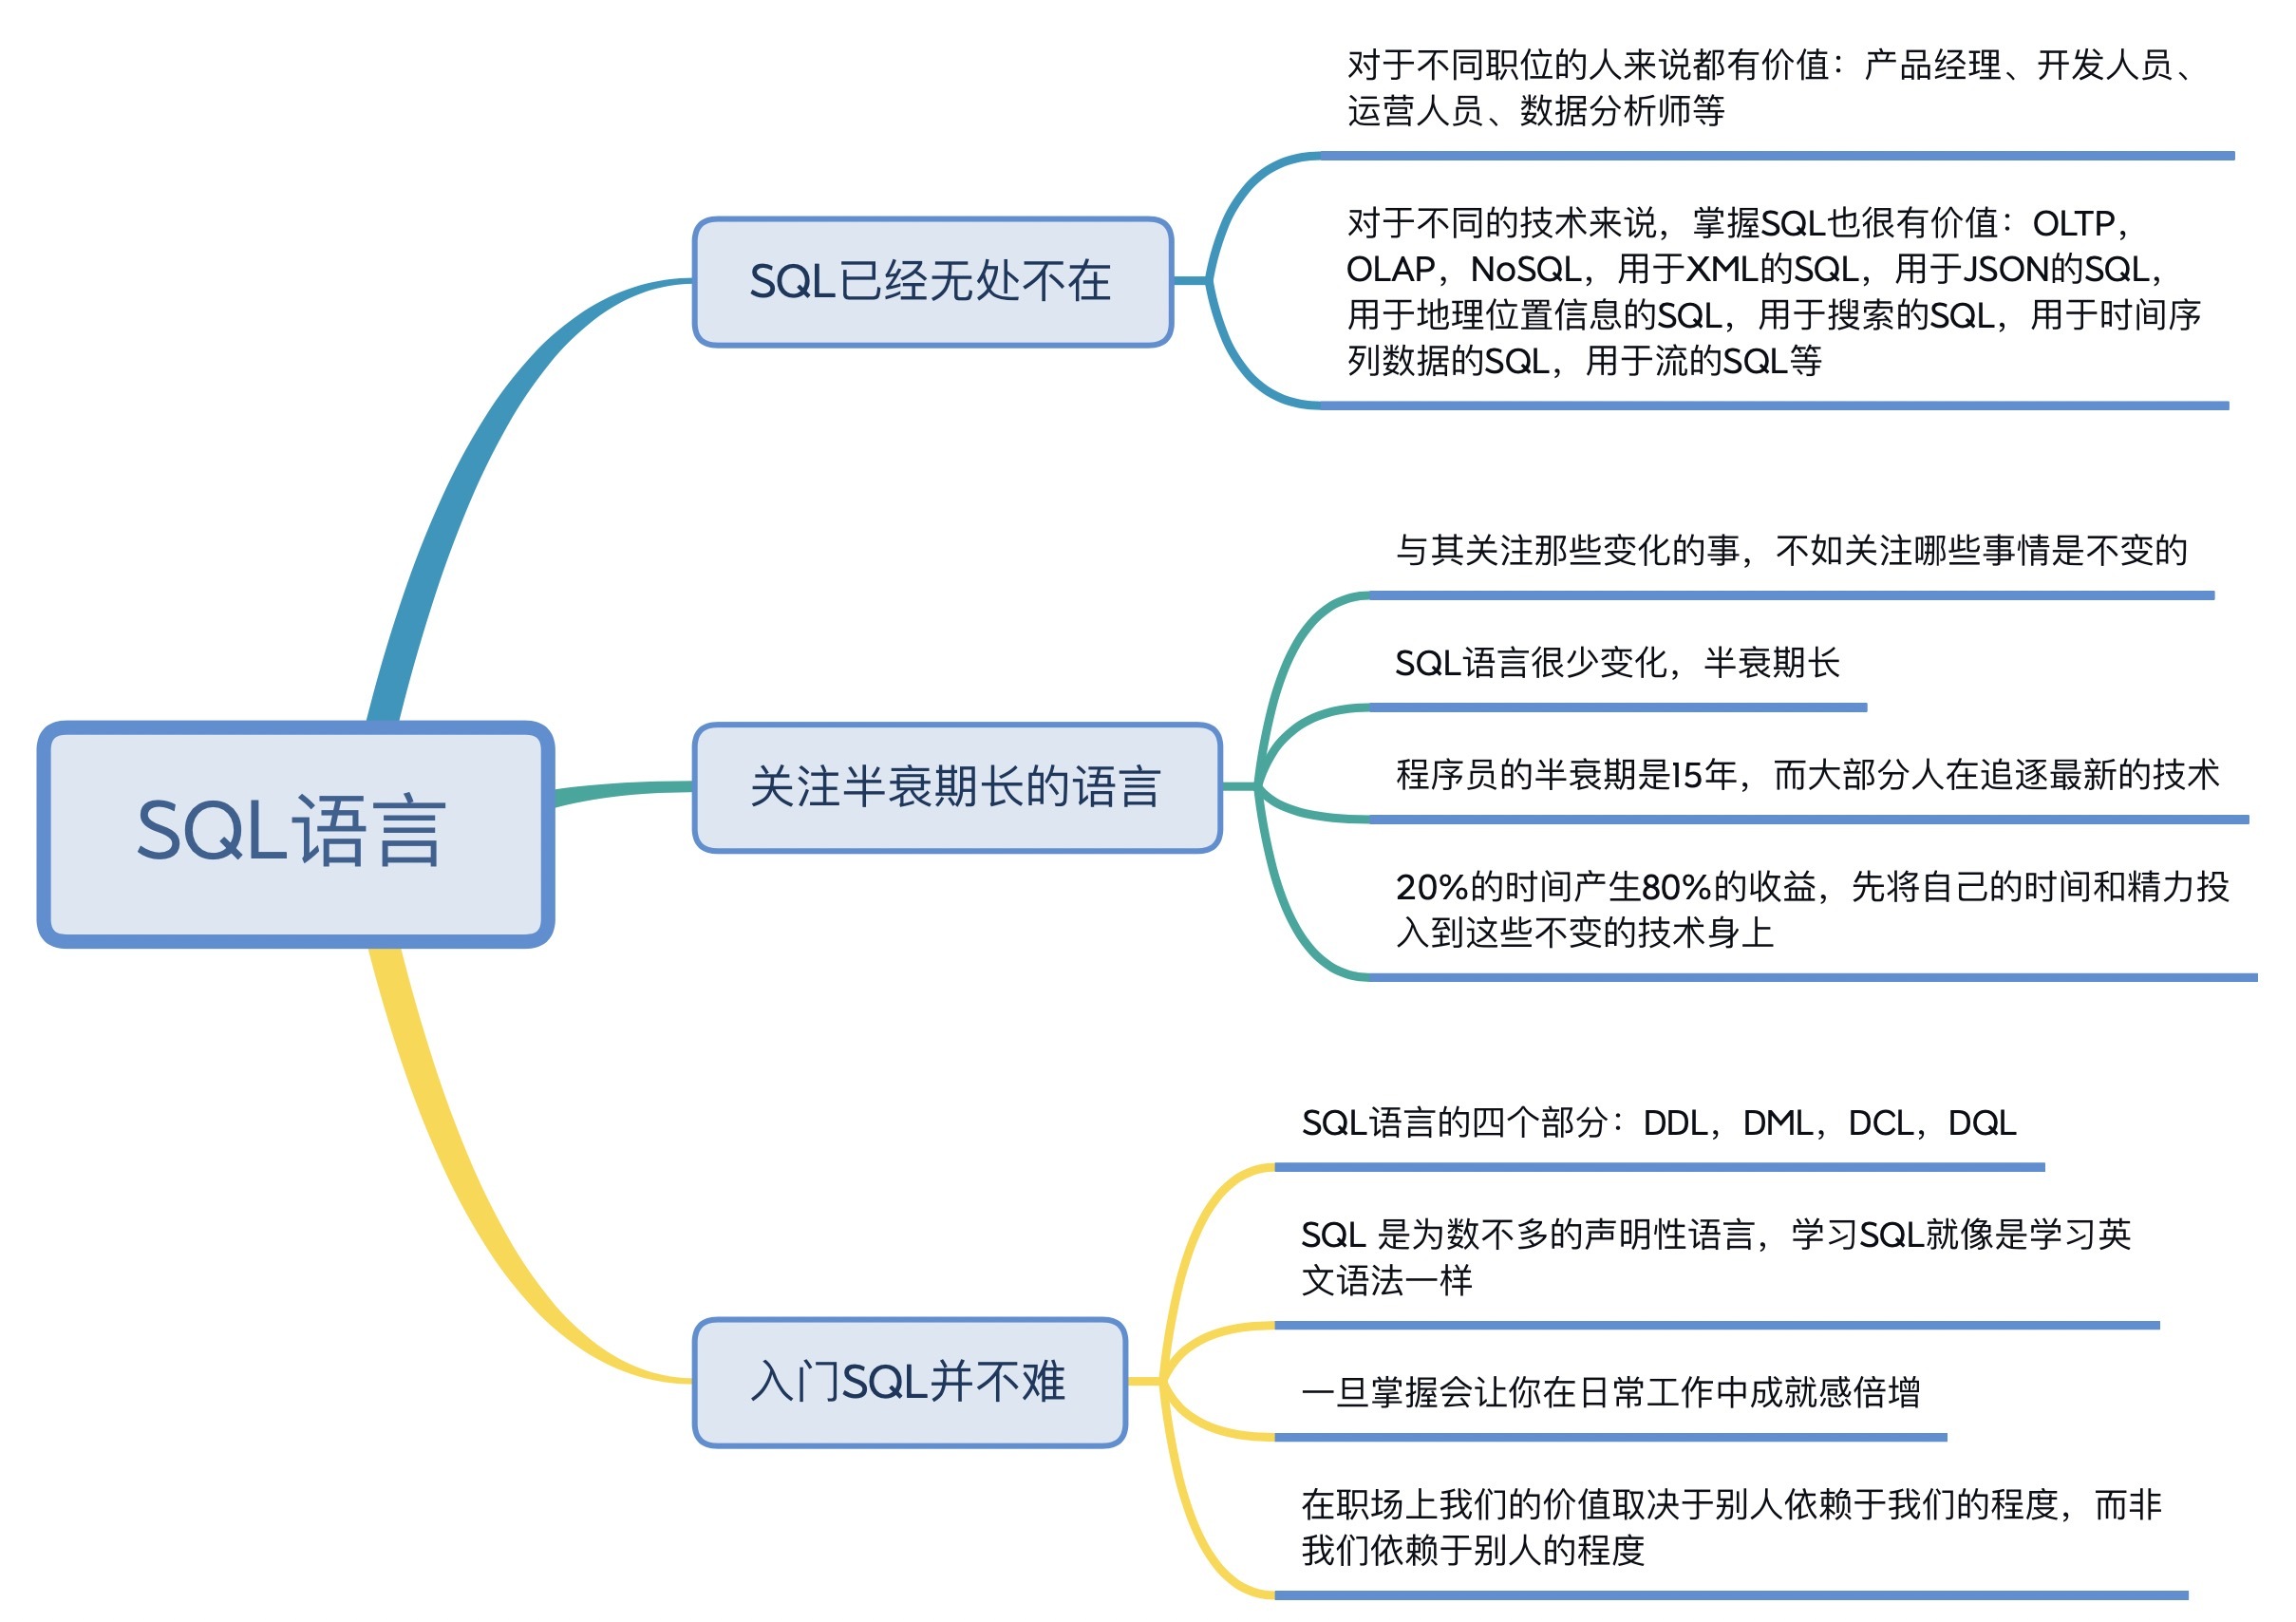 对于不同职位的人来说都有价值：产品经理、开发人员、
运营人员、数据分析师等
对于不同的技术来说，掌握SQL也很有价值：OLTP，
OLAP，NoSQL，用于XML的SQL，用于JSON的SQL，
用于地理位置信息的SQL，用于搜索的SQL，用于时间序
列数据的SQL，用于流的SQL等
SQL已经无处不在
与其关注那些变化的事，不如关注哪些事情是不变的
SQL语言很少变化，半衰期长
程序员的半衰期是15年，而大部分人在追逐最新的技术
20%的时间产生80%的收益，先将自己的时间和精力投
入到这些不变的技术身上
关注半衰期长的语言
SQL语言
SQL语言的四个部分：DDL，DML，DCL，DQL
SQL 是为数不多的声明性语言，学习SQL就像是学习英
文语法一样
一旦掌握会让你在日常工作中成就感倍增
在职场上我们的价值取决于别人依赖于我们的程度，而非
我们依赖于别人的程度
入门SQL并不难